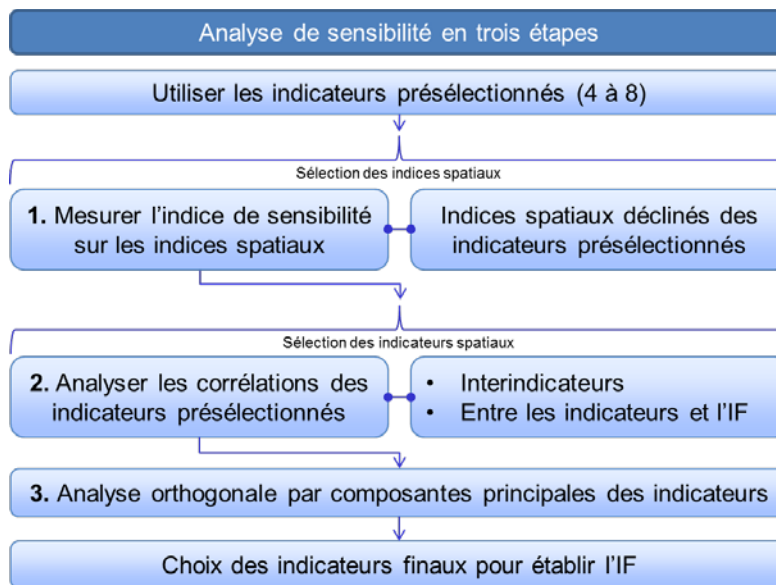 Analyse de sensibilité en trois étapes
Utiliser les indicateurs présélectionnés (4 à 8)
Sélection des indices spatiaux
1. Mesurer l'indice de sensibilité
sur les indices spatiaux
Indices spatiaux déclinés des
indicateurs présélectionnés
Sélection des indicateurs spatiaux
2. Analyser les corrélations des
indicateurs présélectionnés
• Interindicateurs
• Entre les indicateurs et l'IF
3. Analyse orthogonale par composantes principales des indicateurs
Choix des indicateurs finaux pour établir l'IF